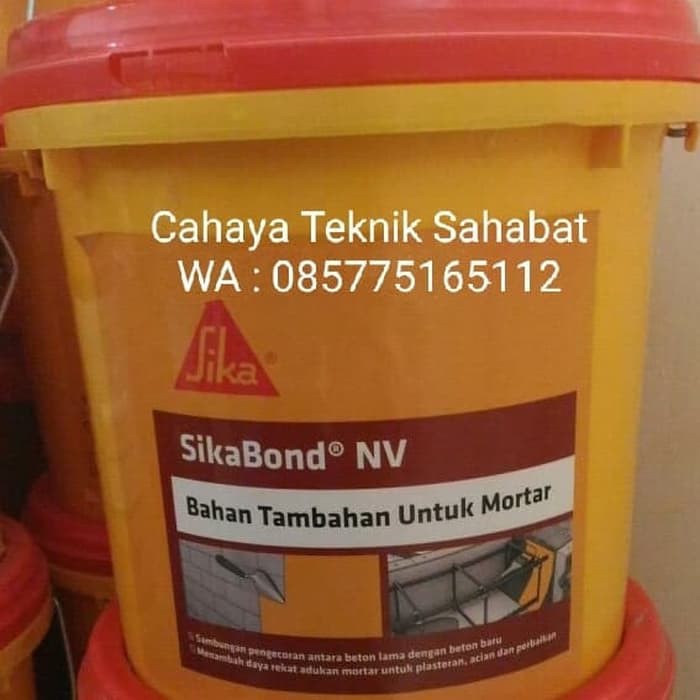 Cahaya Teknik Sahabat
WA : 085775165112
Sika®
SikaBond® NV
Bahan Tambahan Untuk Mortar
Sambungan pengecoran antara beton lama dengan beton baru
Menambah daya rekat adukan mortar untuk plasteran, acian dan perbaikan